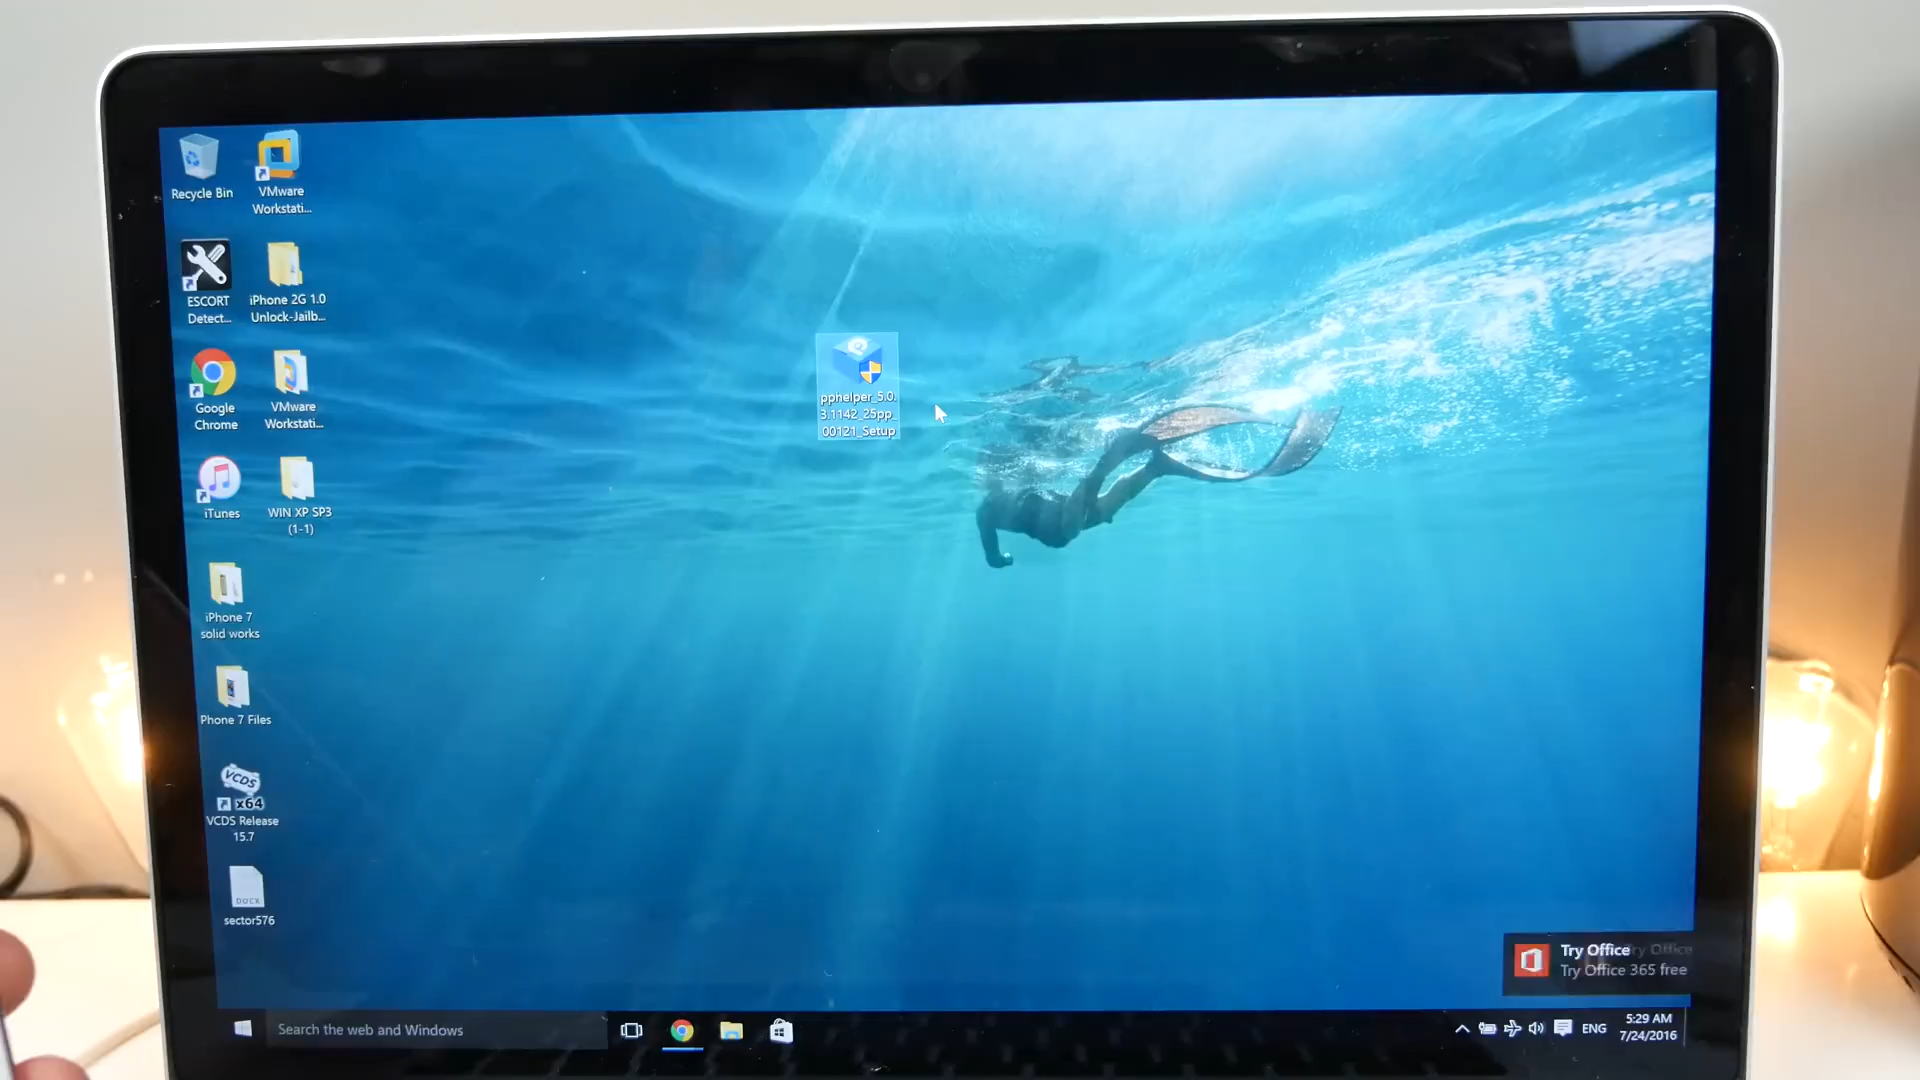 Recycle Bin
VMware
Workstati...
ESCORT
Detect...
iPhone 2G 1.0
Unlock-Jailb...
Google
Chrome
VMware
Workstati...
iTunes
WIN XP SP3
(1-1)
iPhone 7
solid works
Phone 7 Files
VCDS
x64
VCDS Release
15.7
DOCX
sector576
pphelper_5.0.
3.1142_25pp_
00121_Setup
Try Office
Try Office
Try Office 365 free
Search the web and Windows
ENG
5:29 AM
7/24/2016